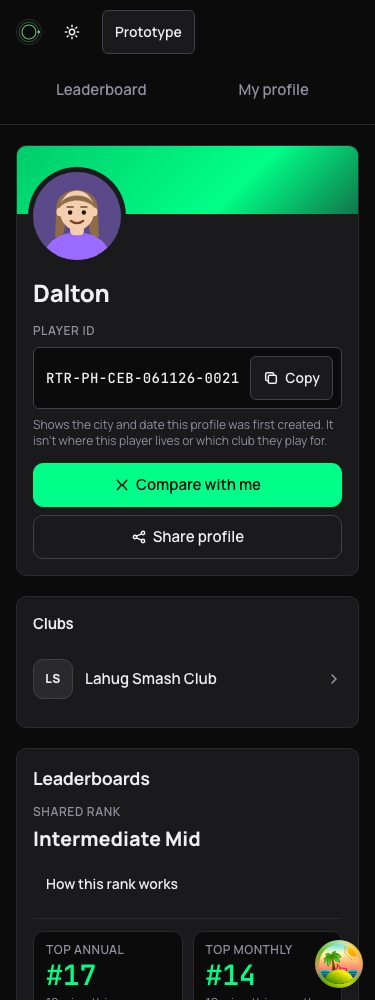 Prototype
Leaderboard
My profile
Dalton
PLAYER ID
RTR-PH-CEB-061126-0021
Copy
Shows the city and date this profile was first created. It
isn't where this player lives or which club they play for.
Compare with me
Share profile
Clubs
LS
Lahug Smash Club
Leaderboards
SHARED RANK
Intermediate Mid
How this rank works
TOP ANNUAL
#17
TOP MONTHLY
#14